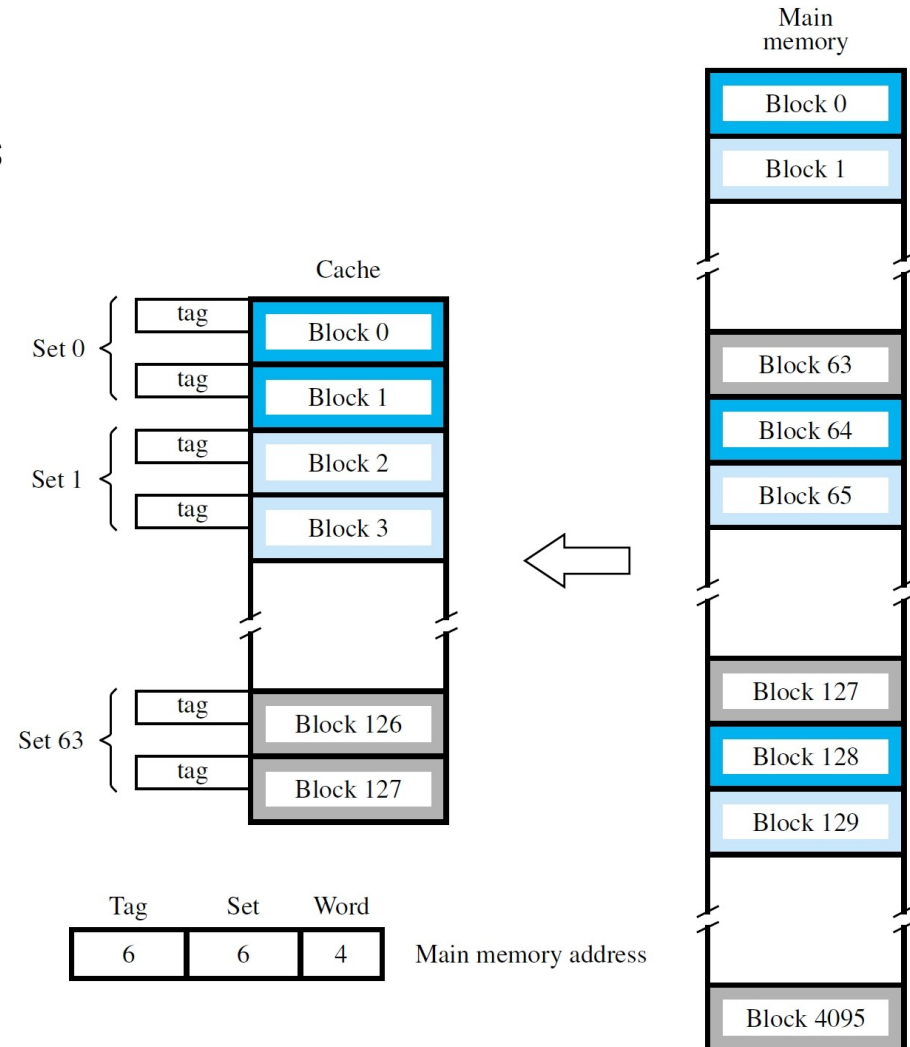 s
Main
memory
Block 0
Block 1
Block 63
Block 64
Block 65
Block 127
Block 128
Block 129
Block 4095
Cache
Set 0
tag
Block 0
tag
Block 1
Set 1
tag
Block 2
tag
Block 3
Set 63
tag
Block 126
tag
Block 127
Tag Set Word
6 6 4 Main memory address